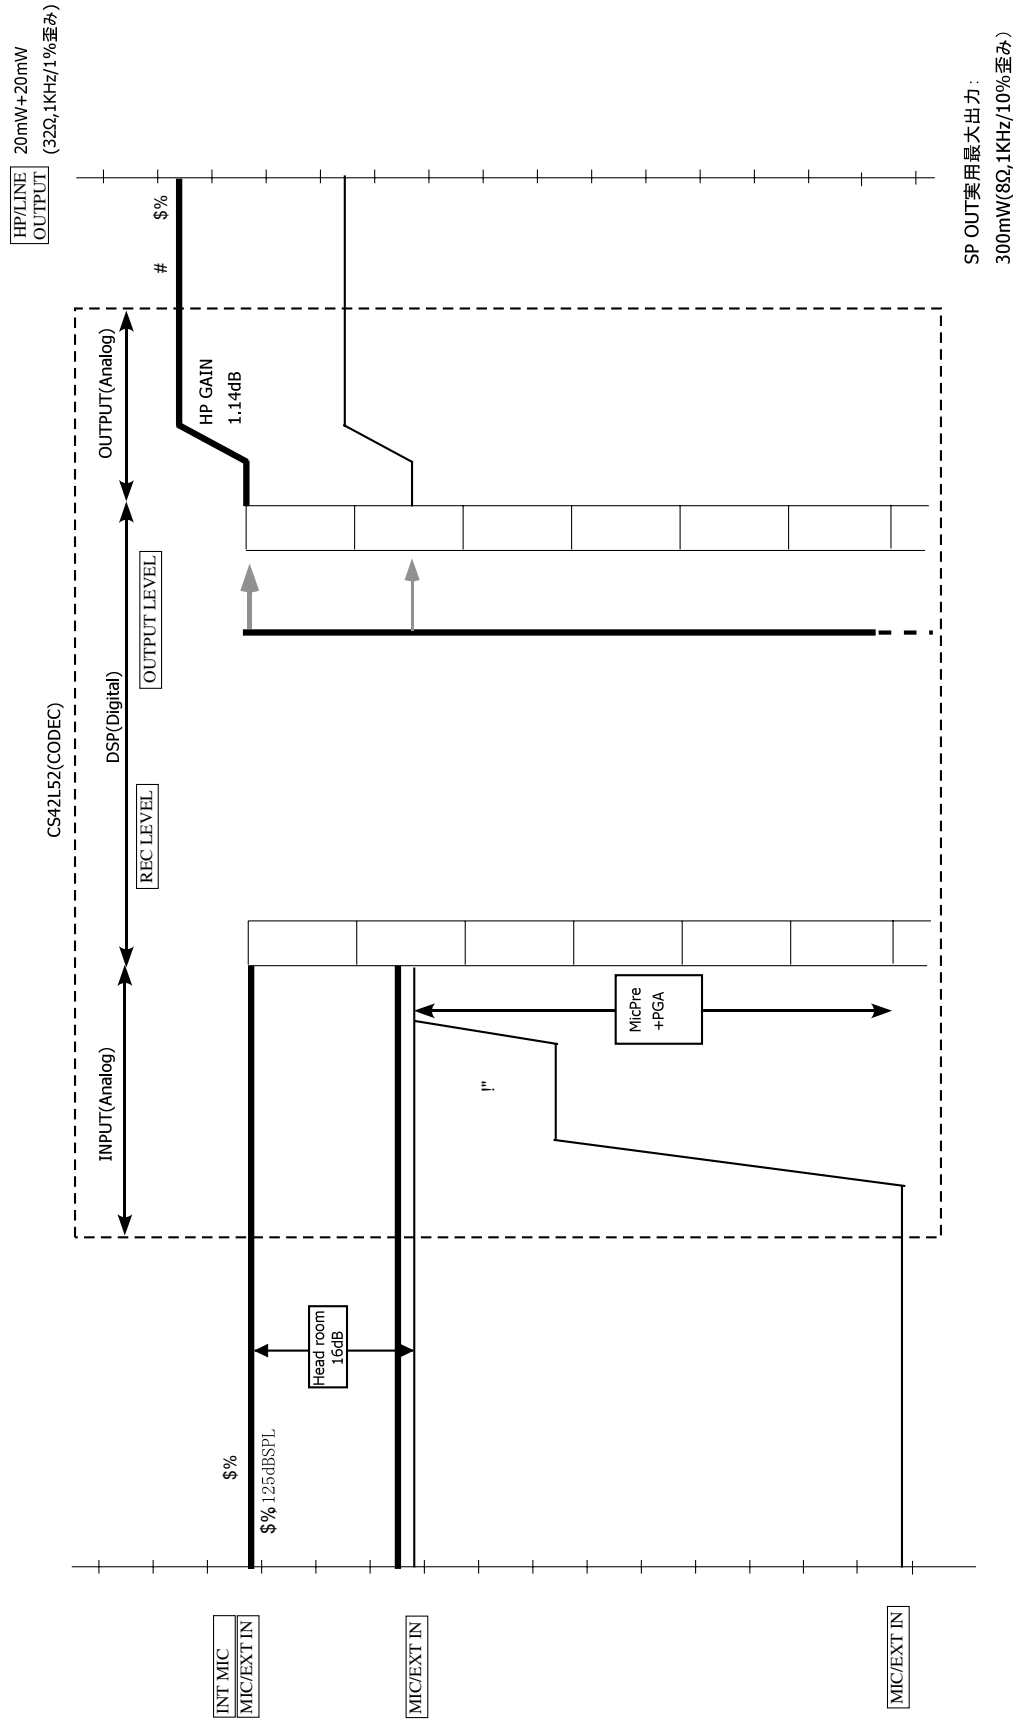 HP/LINE
OUTPUT
20mW+20mW
(32Ω,1KHz/1%歪み)
CS42L52(CODEC)
INPUT(Analog)
DSP(Digital)
OUTPUT(Analog)
REC LEVEL
OUTPUT LEVEL
#
$%
HP GAIN
1.14dB
INT MIC
MIC/EXT IN
$%
$%,125dBSPL
Head room
16dB
MIC/EXT IN
!"
MicPre
+PGA
MIC/EXT IN
SP OUT実用最大出力:
300mW(8Ω,1KHz/10%歪み)